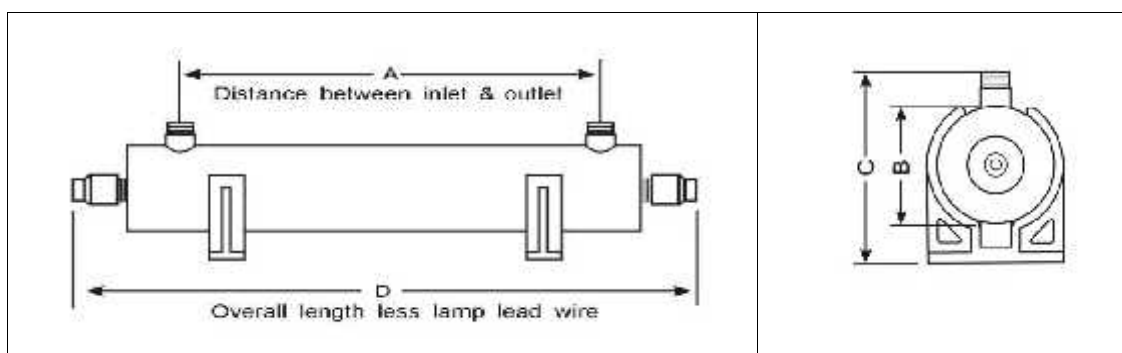 A
Distance between inlet & outlet
D
Overall length less lamp lead wire
C
B